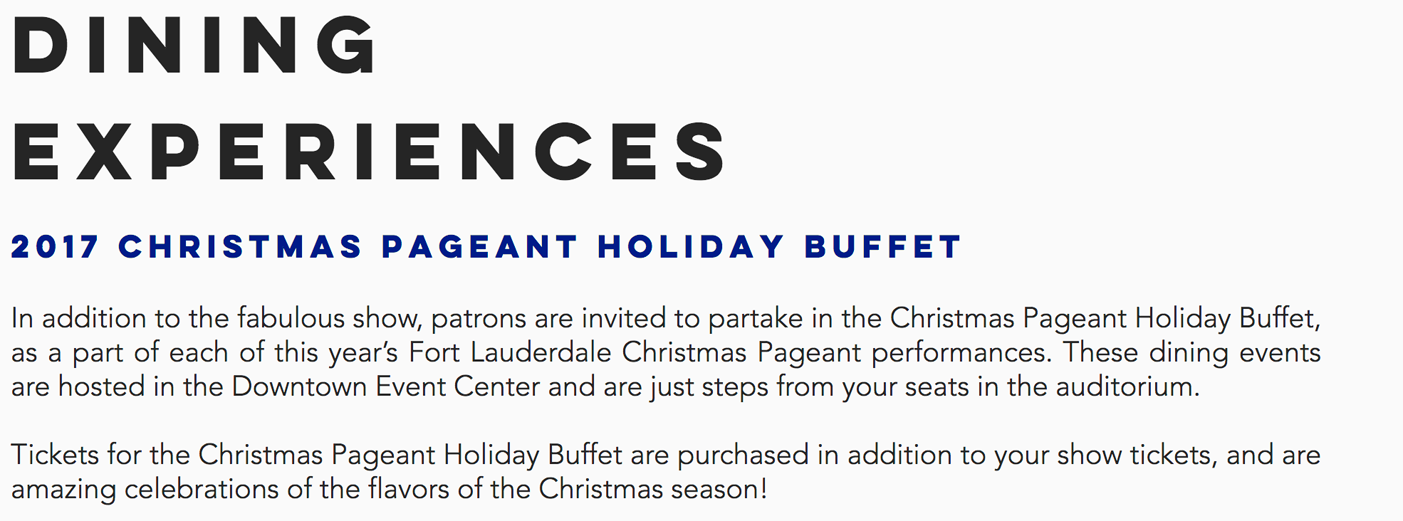 DINING
EXPERIENCES
2017 CHRISTMAS PAGEANT HOLIDAY BUFFET
In addition to the fabulous show, patrons are invited to partake in the Christmas Pageant Holiday Buffet,
as a part of each of this year’s Fort Lauderdale Christmas Pageant performances. These dining events
are hosted in the Downtown Event Center and are just steps from your seats in the auditorium.
Tickets for the Christmas Pageant Holiday Buffet are purchased in addition to your show tickets, and are
amazing celebrations of the flavors of the Christmas season!